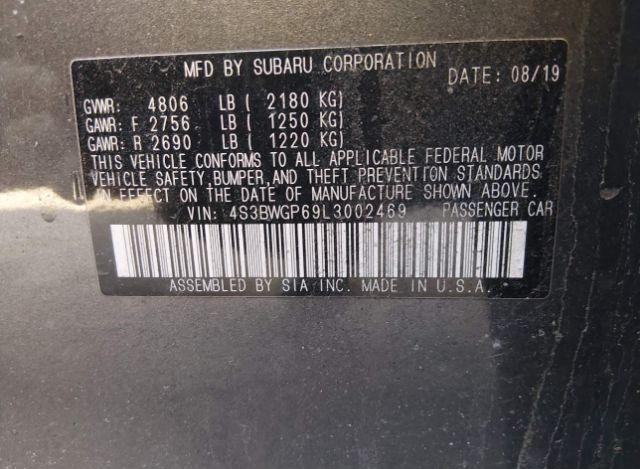 MFD BY SUBARU CORPORATION
DATE: 08/19
GVWR: 4806 LB ( 2180 KG)
GAWR: F 2756 LB ( 1250 KG)
GAWR: R 2690 LB ( 1220 KG)
THIS VEHICLE CONFORMS TO ALL APPLICABLE FEDERAL MOTOR
VEHICLE SAFETY,BUMPER,AND THEFT PREVENTION STANDARDS
IN EFFECT ON THE DATE OF MANUFACTURE SHOWN ABOVE.
VIN: 4S3BWGP69L3002469 PASSENGER CAR
ASSEMBLED BY SIA INC. MADE IN U.S.A.